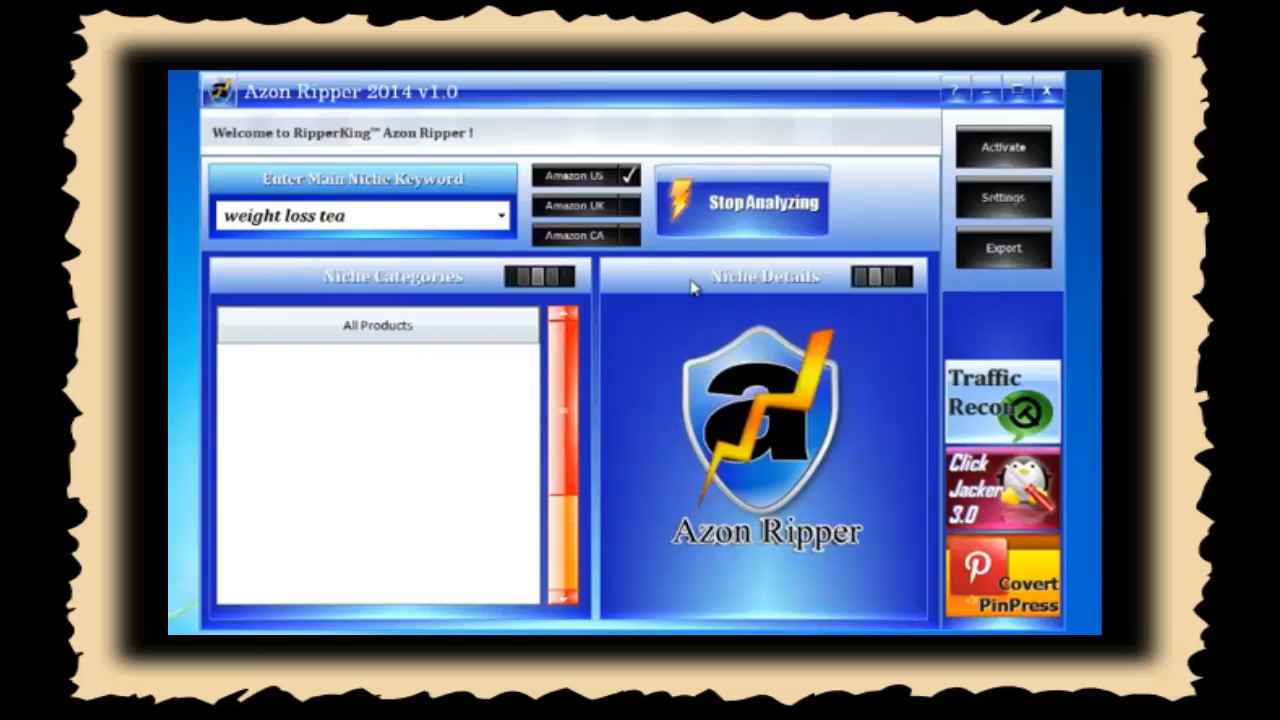 Azon Ripper 2014 v1.0
? _ X
Welcome to RipperKing™ Azon Ripper !
Activate
Enter Main Niche Keyword
Amazon US ✓
weight loss tea
Stop Analyzing
Settings
Amazon UK
Amazon CA
Export
Niche Categories
Niche Details
All Products
a
Azon Ripper
Traffic
Recon
Click
Jacker
3.0
Covert
PinPress